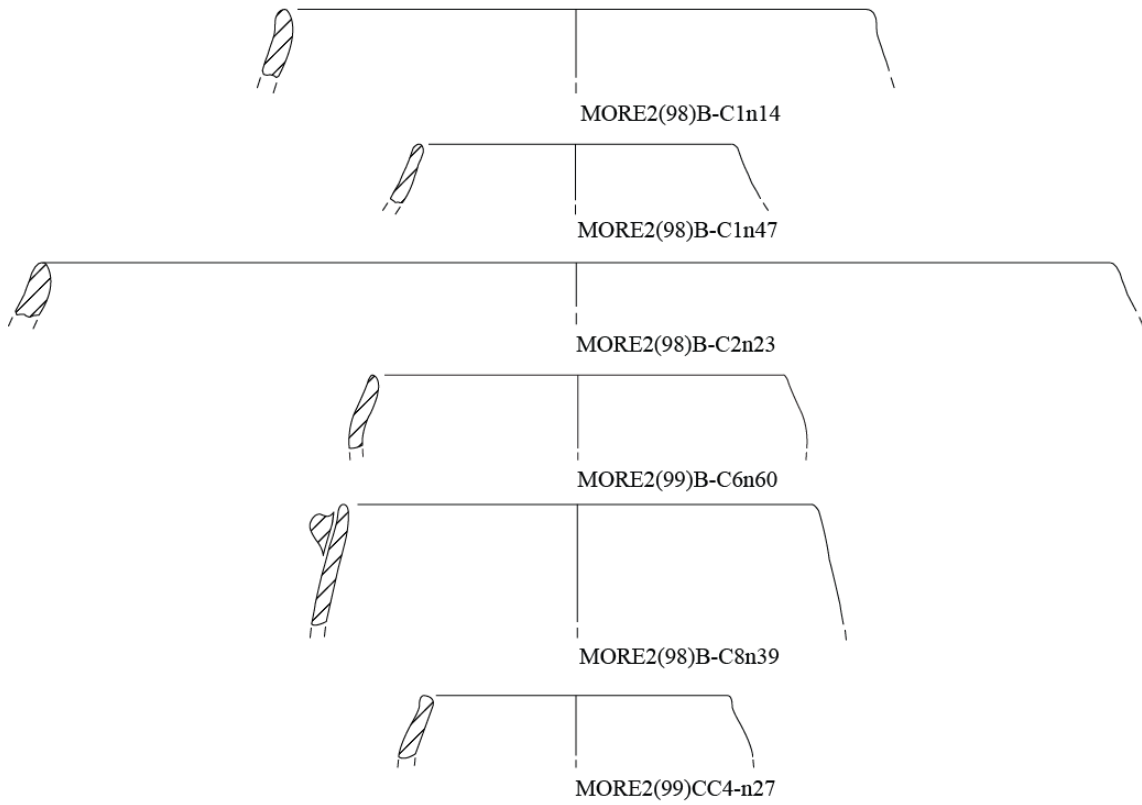 MORE2(98)B-C1n14
MORE2(98)B-C1n47
MORE2(98)B-C2n23
MORE2(99)B-C6n60
MORE2(98)B-C8n39
MORE2(99)CC4-n27